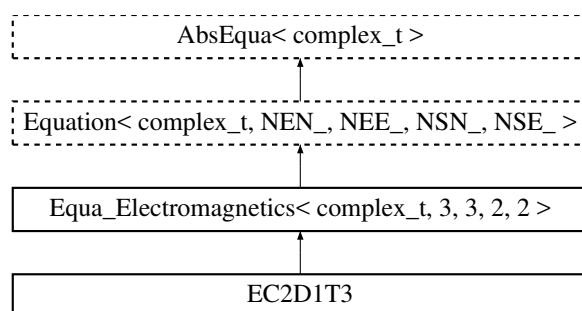 AbsEqua< complex_t >
Equation< complex_t, NEN_, NEE_, NSN_, NSE_ >
Equa_Electromagnetics< complex_t, 3, 3, 2, 2 >
EC2D1T3